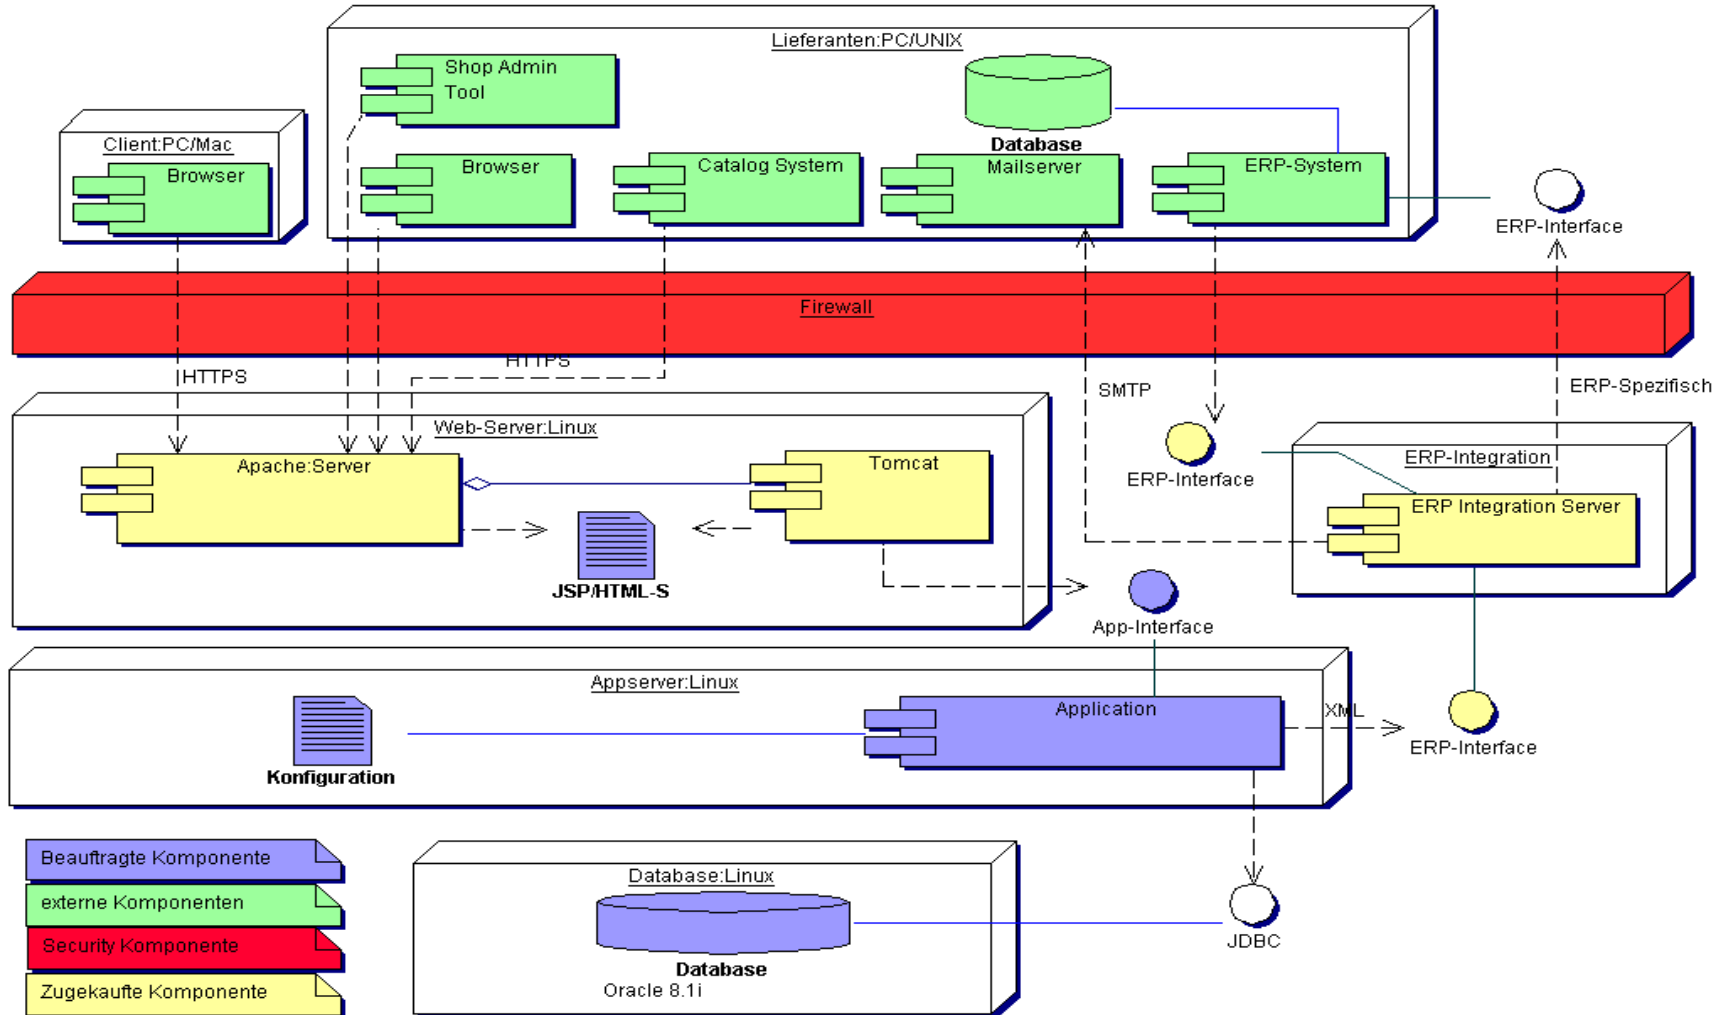 Lieferanten:PC/UNIX
Shop Admin
Tool
Database
Client:PC/Mac
Browser
Browser
Catalog System
Mailserver
ERP-System
ERP-Interface
Firewall
HTTPS
HTTPS
SMTP
ERP-Spezifisch
Web-Server:Linux
Apache:Server
Tomcat
JSP/HTML-S
ERP-Interface
ERP-Integration
ERP Integration Server
App-Interface
Appserver:Linux
Konfiguration
Application
XML
ERP-Interface
Beauftragte Komponente
externe Komponenten
Security Komponente
Zugekaufte Komponente
Database:Linux
Database
Oracle 8.1i
JDBC